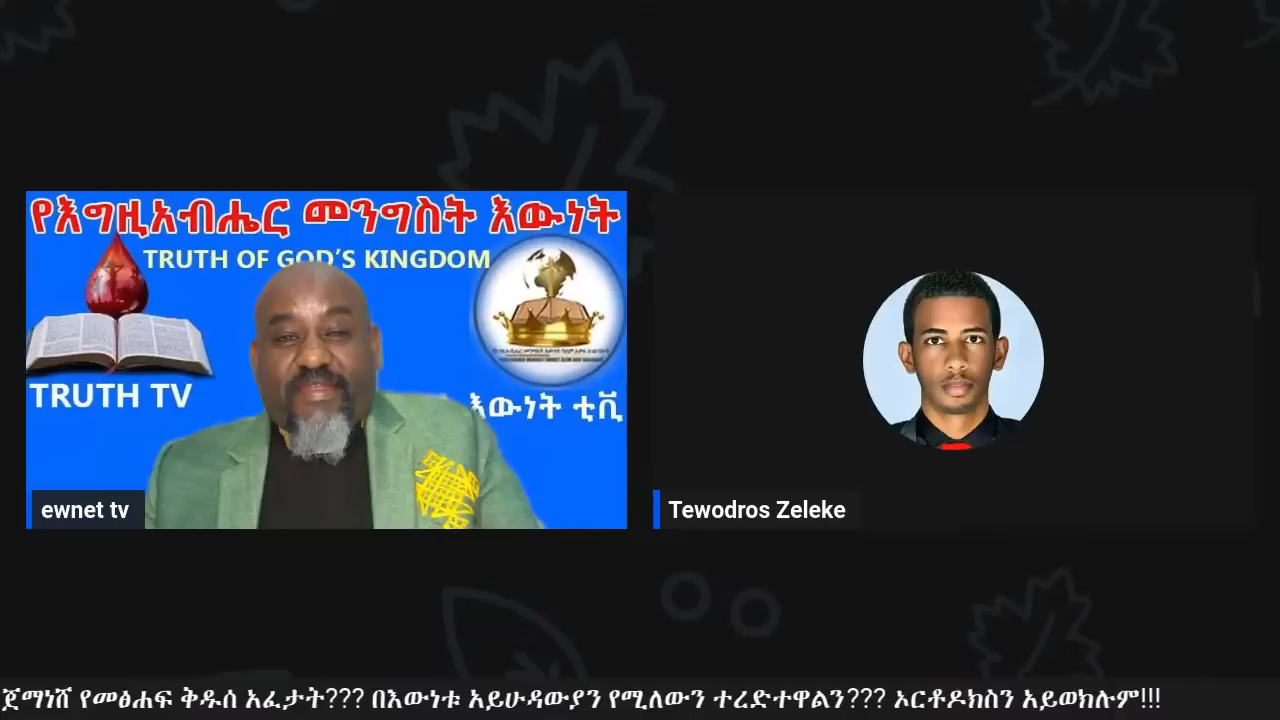 የእግዚአብሔር መንግስት እውነት
TRUTH OF GOD'S KINGDOM
TRUTH TV
እውነት ቲቪ
ewnet tv
Tewodros Zeleke
ጀማነሽ የመፅሐፍ ቅዱሰ አፈታት??? በእውነቱ አይሁዳውያን የሚለውን ተረድተዋልን??? ኦርቶዶክስን አይወክሉም!!!